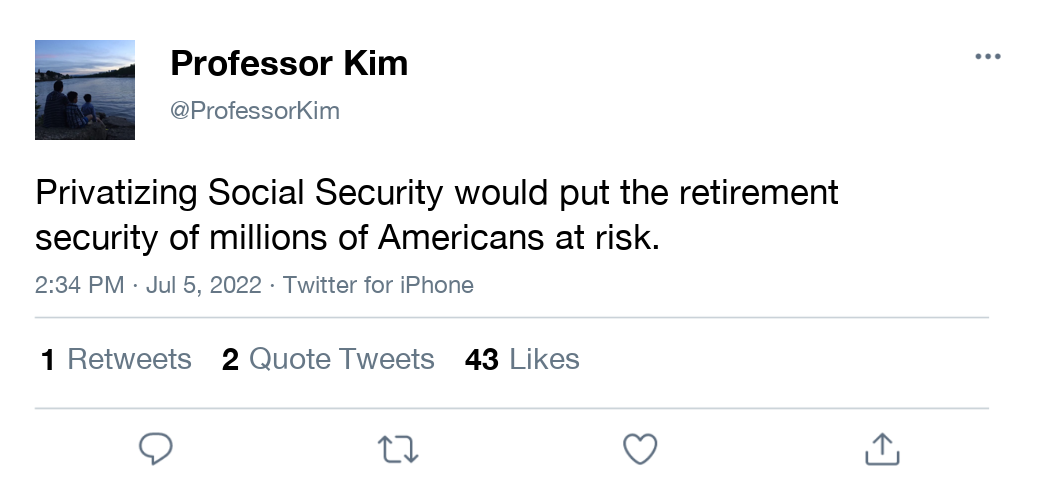 Professor Kim
@ProfessorKim
Privatizing Social Security would put the retirement
security of millions of Americans at risk.
2:34 PM · Jul 5, 2022 · Twitter for iPhone
1 Retweets 2 Quote Tweets 43 Likes